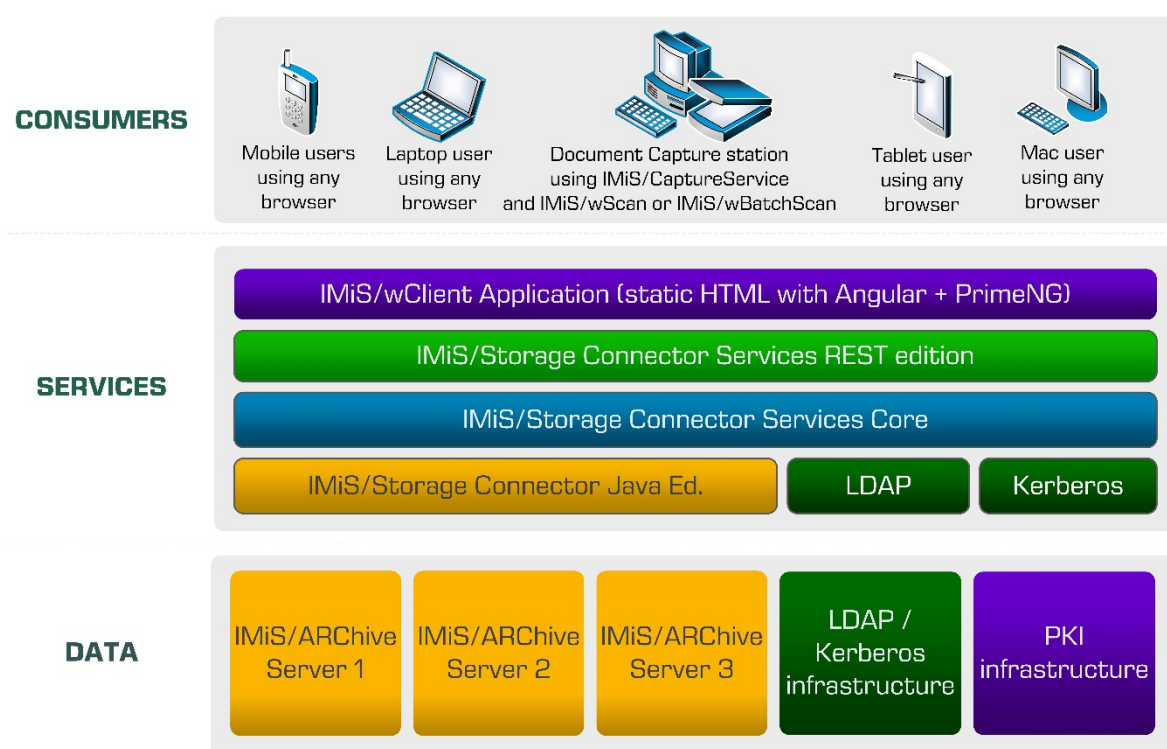 CONSUMERS
Mobile users
using any
browser
Laptop user
using any
browser
Document Capture station
using IMiS/CaptureService
and IMiS/wScan or IMiS/wBatchScan
Tablet user
using any
browser
Mac user
using any
browser
SERVICES
IMiS/wClient Application (static HTML with Angular + PrimeNG)
IMiS/Storage Connector Services REST edition
IMiS/Storage Connector Services Core
IMiS/Storage Connector Java Ed.
LDAP
Kerberos
DATA
IMiS/ARChive
Server 1
IMiS/ARChive
Server 2
IMiS/ARChive
Server 3
LDAP /
Kerberos
infrastructure
PKI
infrastructure